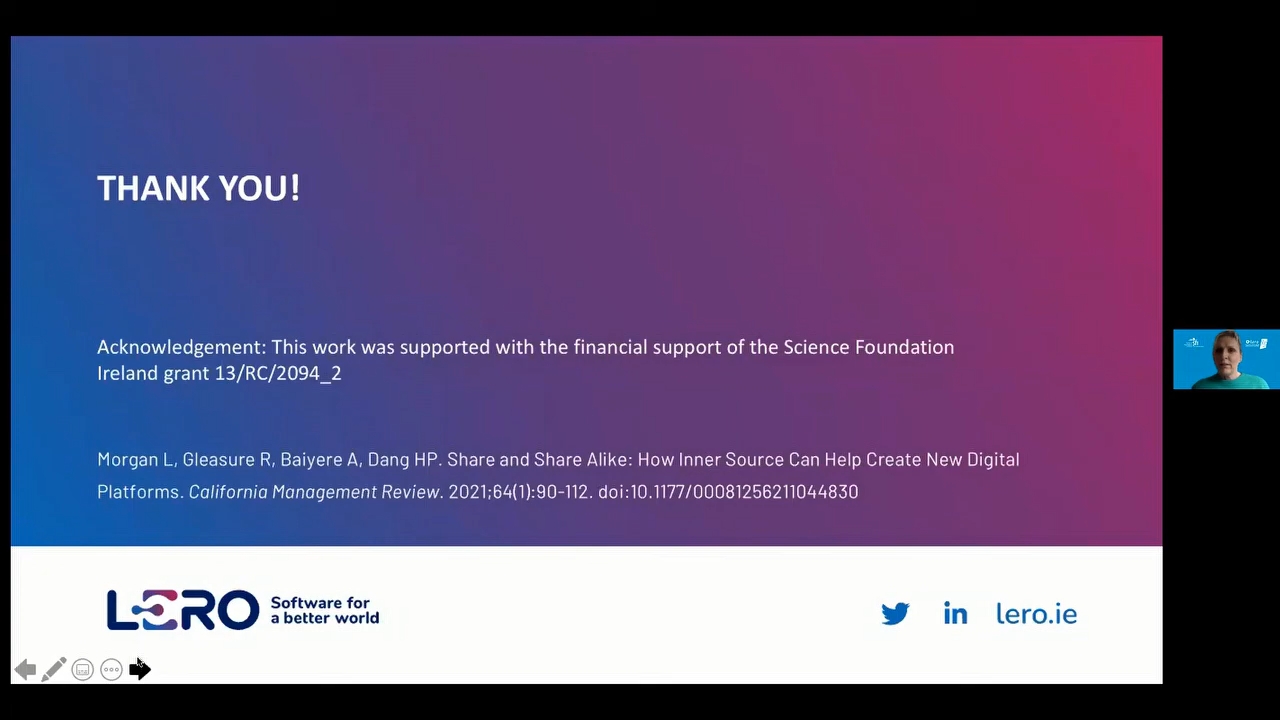 THANK YOU!
Acknowledgement: This work was supported with the financial support of the Science Foundation
Ireland grant 13/RC/2094_2
Morgan L, Gleasure R, Baiyere A, Dang HP. Share and Share Alike: How Inner Source Can Help Create New Digital
Platforms. California Management Review. 2021;64(1):90-112. doi:10.1177/00081256211044830
LERO
Software for
a better world
in
lero.ie